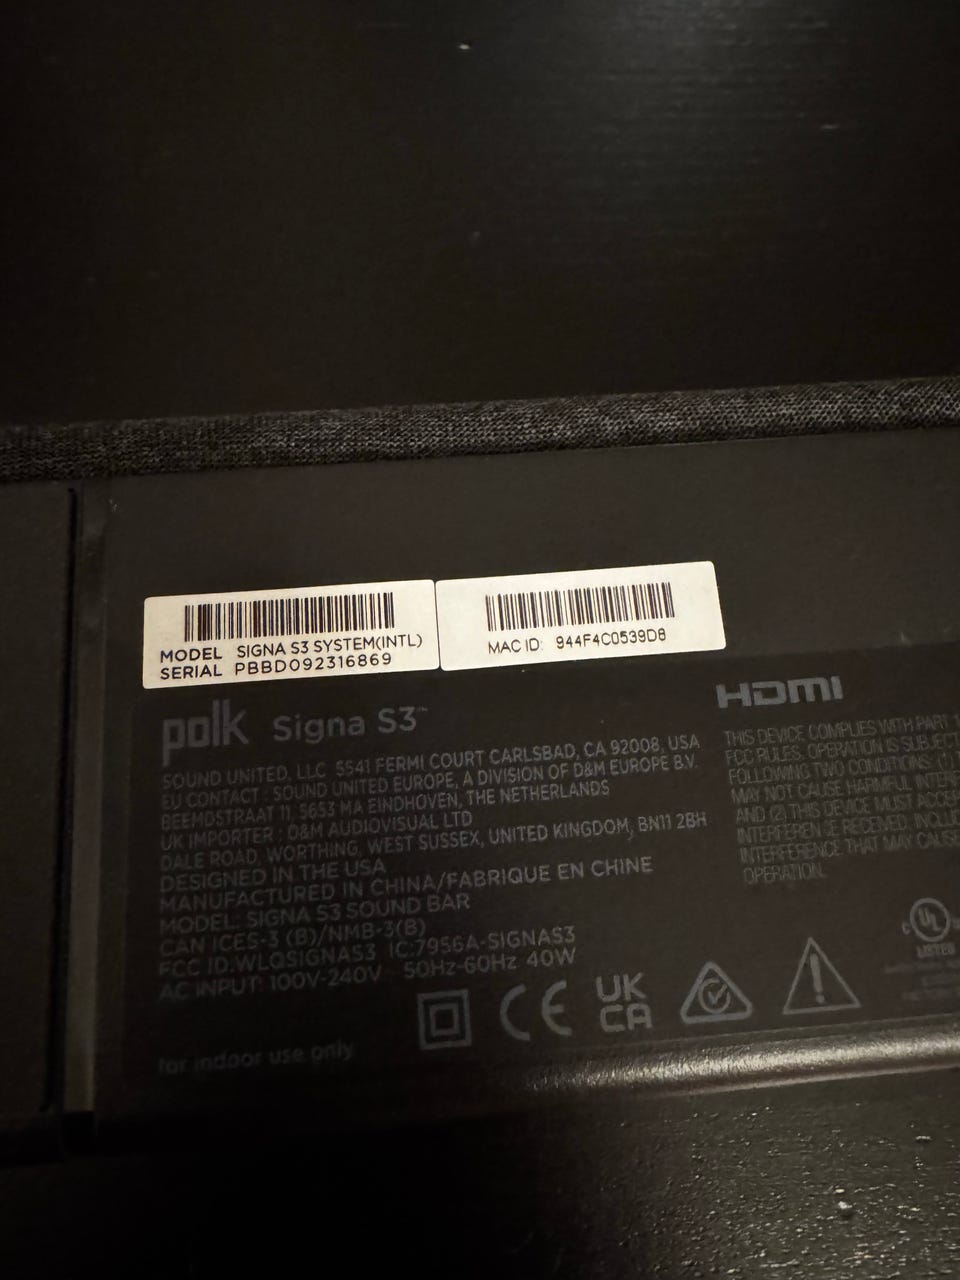 MODEL SIGNA S3 SYSTEM(INTL)
SERIAL PBBD092316869
MAC ID: 944F4C0539D8
polk Signa S3™
SOUND UNITED, LLC 5541 FERMI COURT CARLSBAD, CA 92008, USA
EU CONTACT : SOUND UNITED EUROPE, A DIVISION OF D&M EUROPE B.V.
BEEMDSTRAAT 11, 5653 MA EINDHOVEN, THE NETHERLANDS
UK IMPORTER : D&M AUDIOVISUAL LTD
DALE ROAD, WORTHING, WEST SUSSEX, UNITED KINGDOM, BN11 2BH
DESIGNED IN THE USA
MANUFACTURED IN CHINA/FABRIQUE EN CHINE
MODEL: SIGNA S3 SOUND BAR
CAN ICES-3 (B)/NMB-3(B)
FCC ID:WLQSIGNAS3 IC:7956A-SIGNAS3
AC INPUT: 100V-240V~ 50Hz-60Hz 40W
CE UK CA
for indoor use only
HDMI
THIS DEVICE COMPLIES WITH PART
FCC RULES. OPERATION IS SUBJECT
FOLLOWING TWO CONDITIONS: (1)
MAY NOT CAUSE HARMFUL
AND (2) THIS DEVICE MUST
INTERFERENCE RECEIVED,
INTERFERENCE THAT MAY CAUSE
OPERATION.
c UL
LISTED